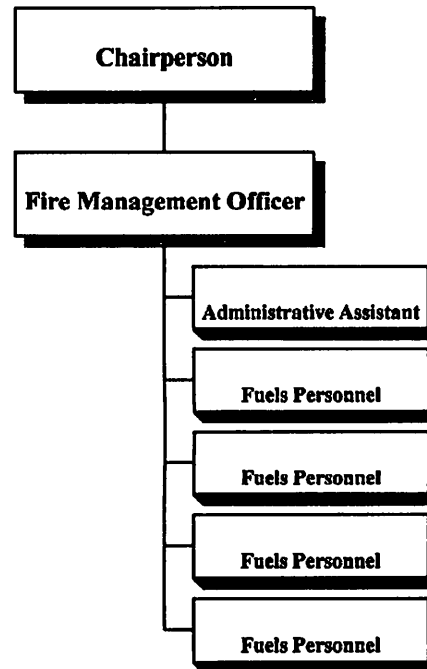 Chairperson
Fire Management Officer
Administrative Assistant
Fuels Personnel
Fuels Personnel
Fuels Personnel
Fuels Personnel